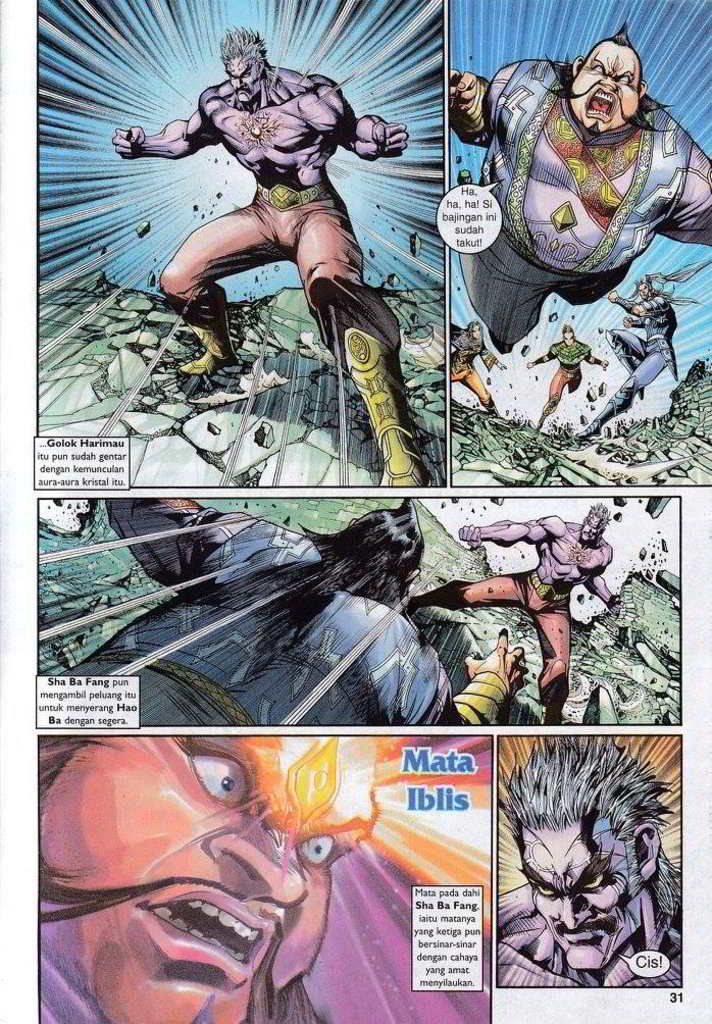 ...Golok Harimau
itu pun sudah gentar
dengan kemunculan
aura-aura kristal itu.
Ha,
ha, ha! Si
bajingan ini
sudah
takut!
Sha Ba Fang pun
mengambil peluang itu
untuk menyerang Hao
Ba dengan segera.
Mata
Iblis
Mata pada dahi
Sha Ba Fang,
iaitu matanya
yang ketiga pun
bersinar-sinar
dengan cahaya
yang amat
menyilaukan.
Cis!
31